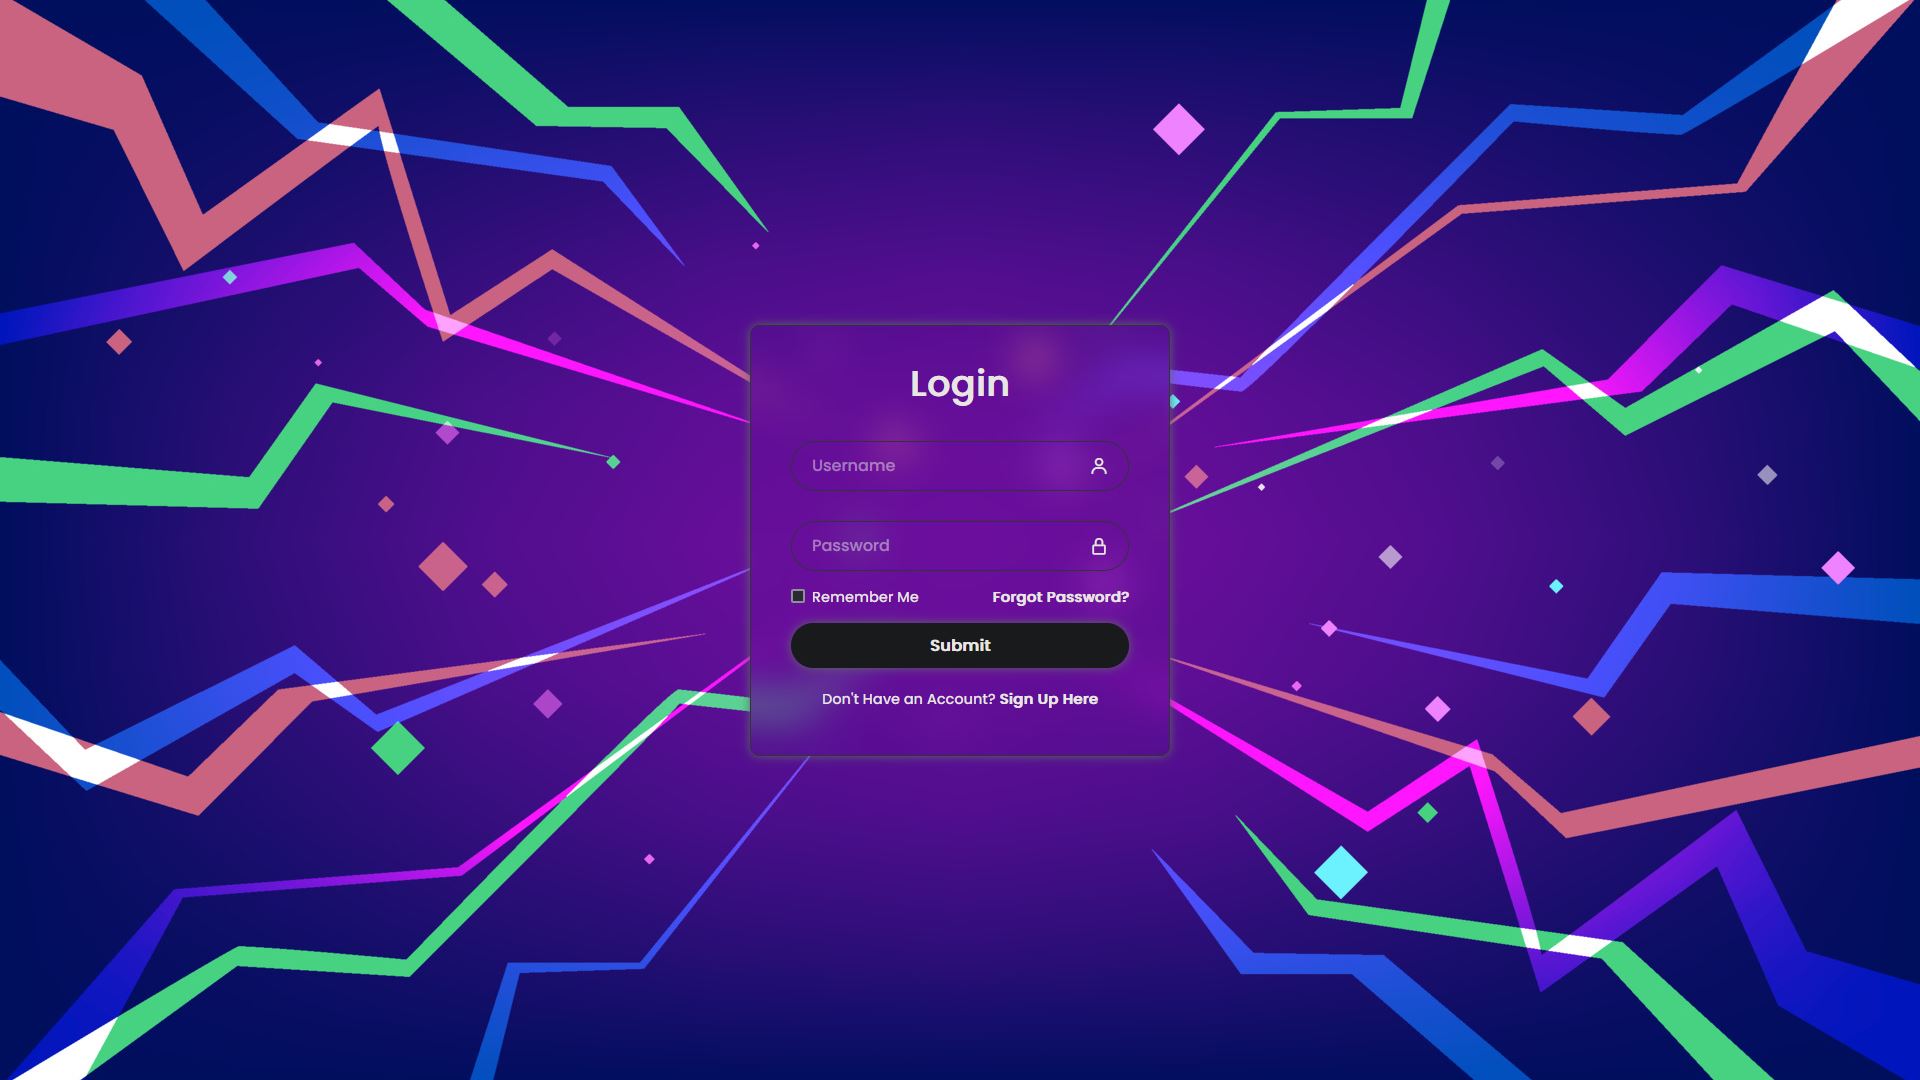 Login
Username
Password
Remember Me Forgot Password?
Submit
Don't Have an Account? Sign Up Here